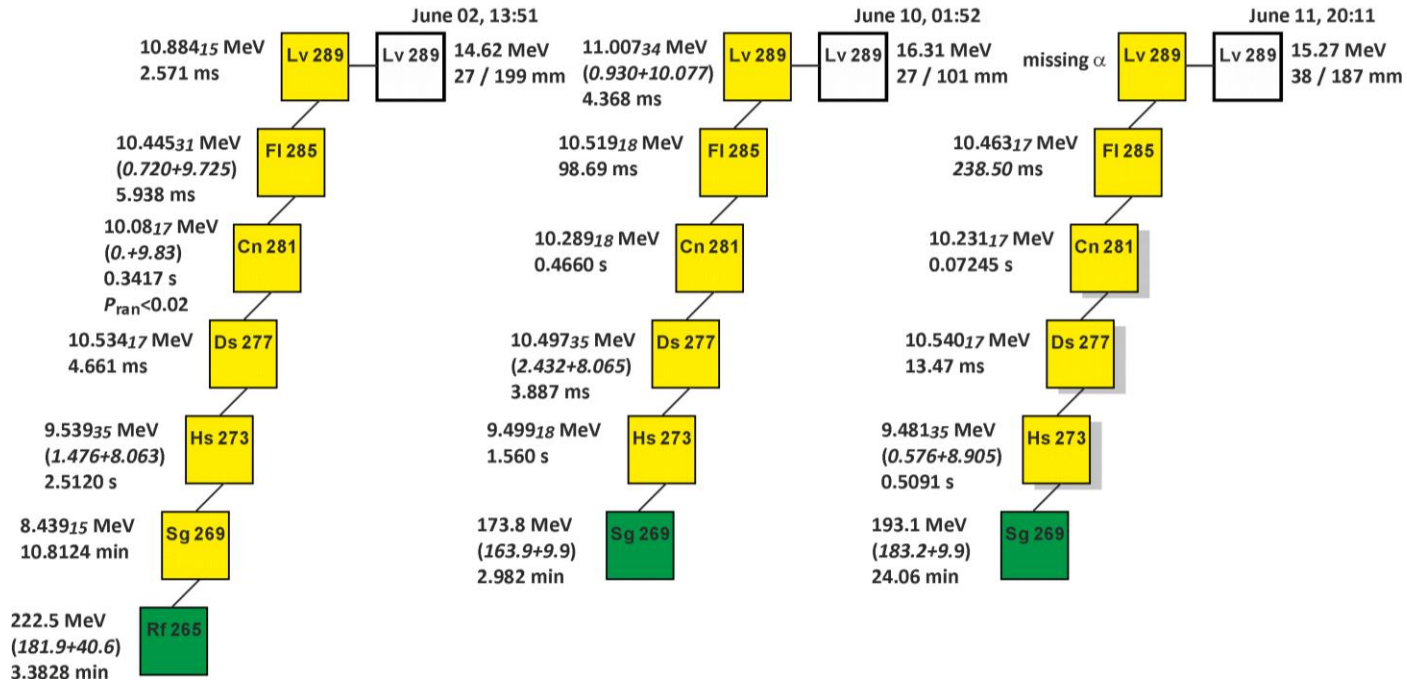 June 02, 13:51
10.884₁₅ MeV
2.571 ms
Lv 289
Lv 289
14.62 MeV
27 / 199 mm
10.445₃₁ MeV
(0.720+9.725)
5.938 ms
Fl 285
10.08₁₇ MeV
(0.+9.83)
0.3417 s
Pran<0.02
Cn 281
10.534₁₇ MeV
4.661 ms
Ds 277
9.539₃₅ MeV
(1.476+8.063)
2.5120 s
Hs 273
8.439₁₅ MeV
10.8124 min
Sg 269
222.5 MeV
(181.9+40.6)
3.3828 min
Rf 265
June 10, 01:52
11.007₃₄ MeV
(0.930+10.077)
4.368 ms
Lv 289
Lv 289
16.31 MeV
27 / 101 mm
10.519₁₈ MeV
98.69 ms
Fl 285
10.289₁₈ MeV
0.4660 s
Cn 281
10.497₃₅ MeV
(2.432+8.065)
3.887 ms
Ds 277
9.499₁₈ MeV
1.560 s
Hs 273
173.8 MeV
(163.9+9.9)
2.982 min
Sg 269
June 11, 20:11
missing α
Lv 289
Lv 289
15.27 MeV
38 / 187 mm
10.463₁₇ MeV
238.50 ms
Fl 285
10.231₁₇ MeV
0.07245 s
Cn 281
10.540₁₇ MeV
13.47 ms
Ds 277
9.481₃₅ MeV
(0.576+8.905)
0.5091 s
Hs 273
193.1 MeV
(183.2+9.9)
24.06 min
Sg 269